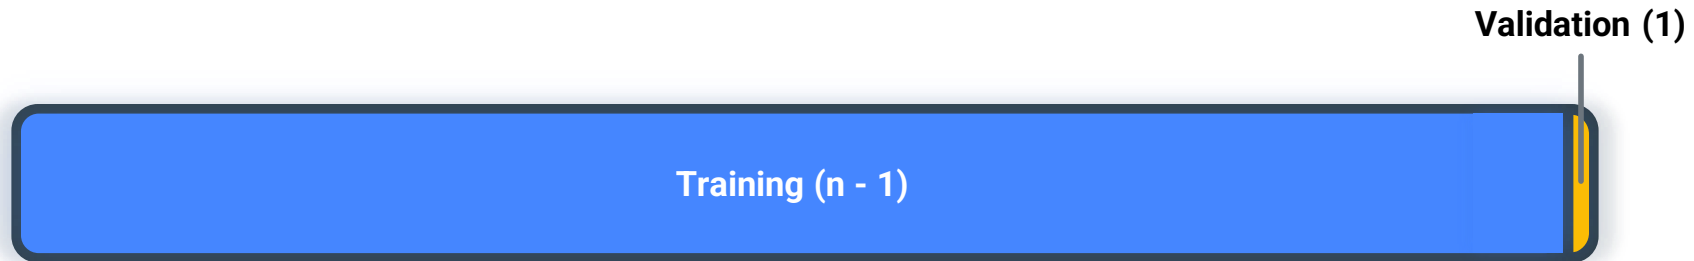 Validation (1)
Training (n - 1)